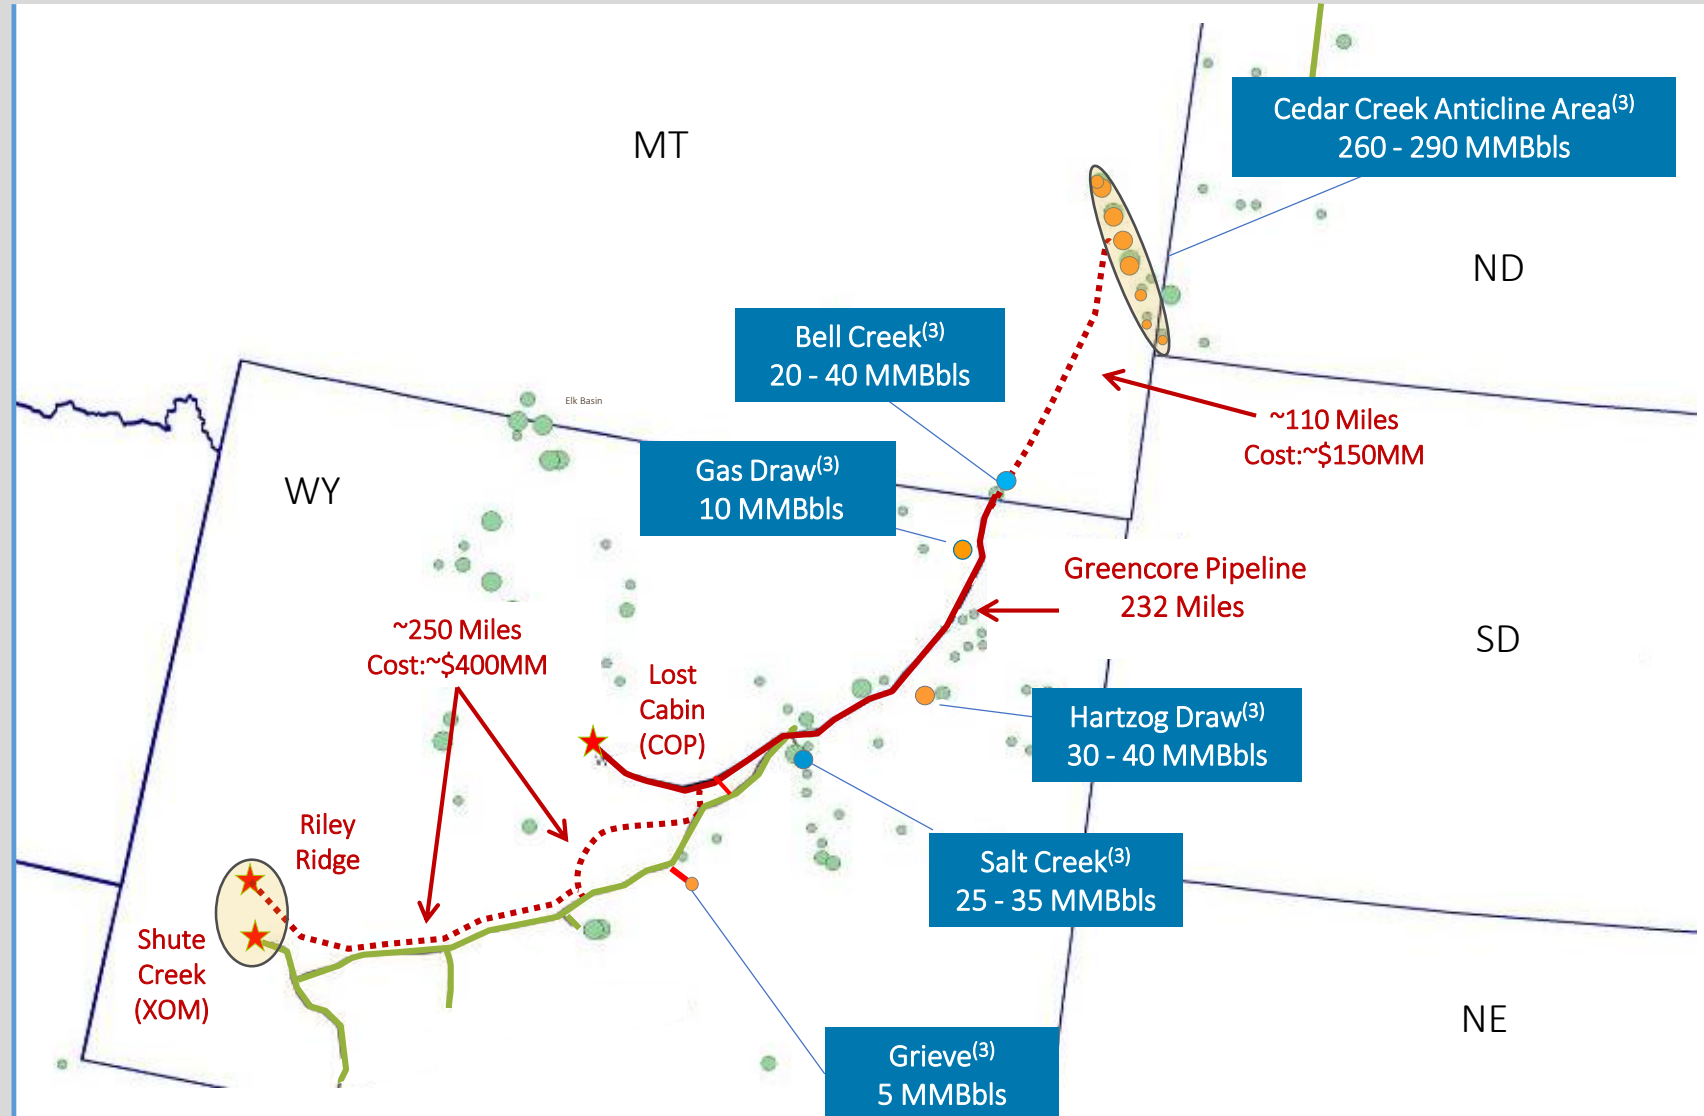 Cedar Creek Anticline Area(3)
260 - 290 MMBbls
MT
ND
Bell Creek(3)
20 - 40 MMBbls
Elk Basin
~110 Miles
Cost:~$150MM
Gas Draw(3)
10 MMBbls
WY
Greencore Pipeline
232 Miles
~250 Miles
Cost:~$400MM
SD
Lost
Cabin
(COP)
Hartzog Draw(3)
30 - 40 MMBbls
Riley
Ridge
Salt Creek(3)
25 - 35 MMBbls
Shute
Creek
(XOM)
NE
Grieve(3)
5 MMBbls